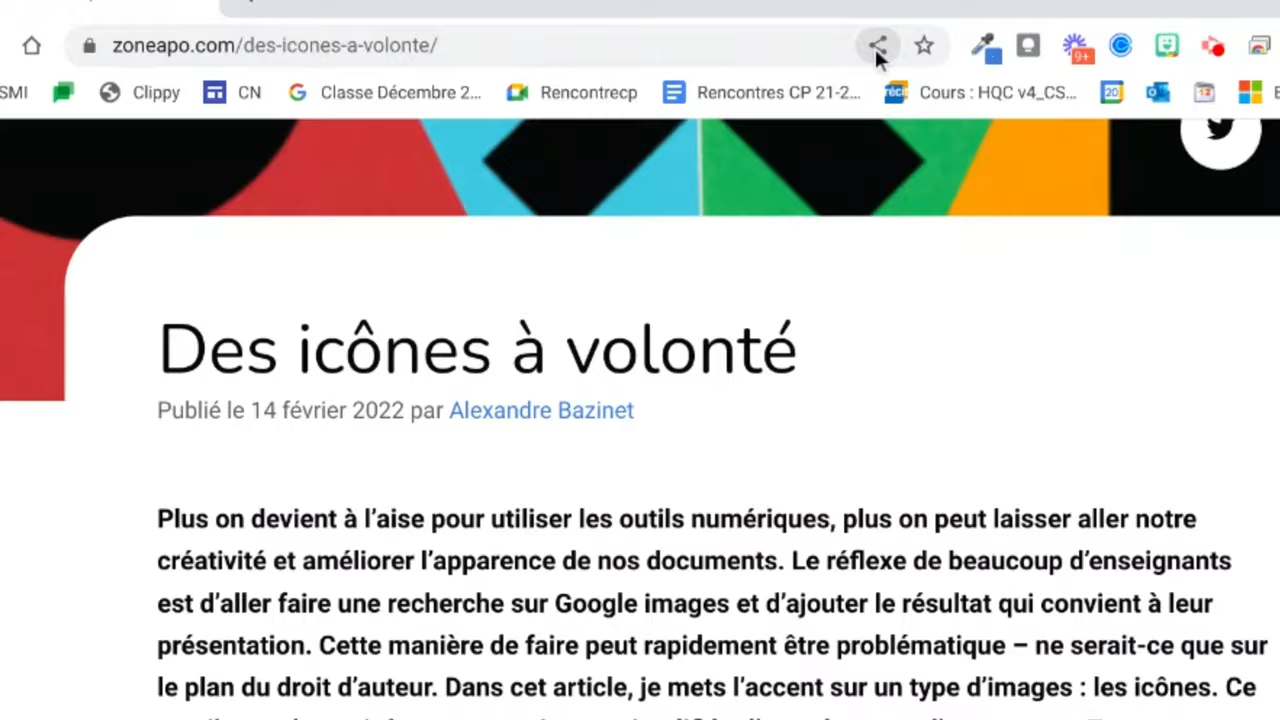 zoneapo.com/des-icones-a-volonte/
9+
SMI Clippy CN Classe Décembre 2... Rencontrecp Rencontres CP 21-2... récit Cours : HQC v4_CS... 20 12
Des icônes à volonté
Publié le 14 février 2022 par Alexandre Bazinet
Plus on devient à l’aise pour utiliser les outils numériques, plus on peut laisser aller notre
créativité et améliorer l’apparence de nos documents. Le réflexe de beaucoup d’enseignants
est d’aller faire une recherche sur Google images et d’ajouter le résultat qui convient à leur
présentation. Cette manière de faire peut rapidement être problématique – ne serait-ce que sur
le plan du droit d’auteur. Dans cet article, je mets l’accent sur un type d’images : les icônes. Ce